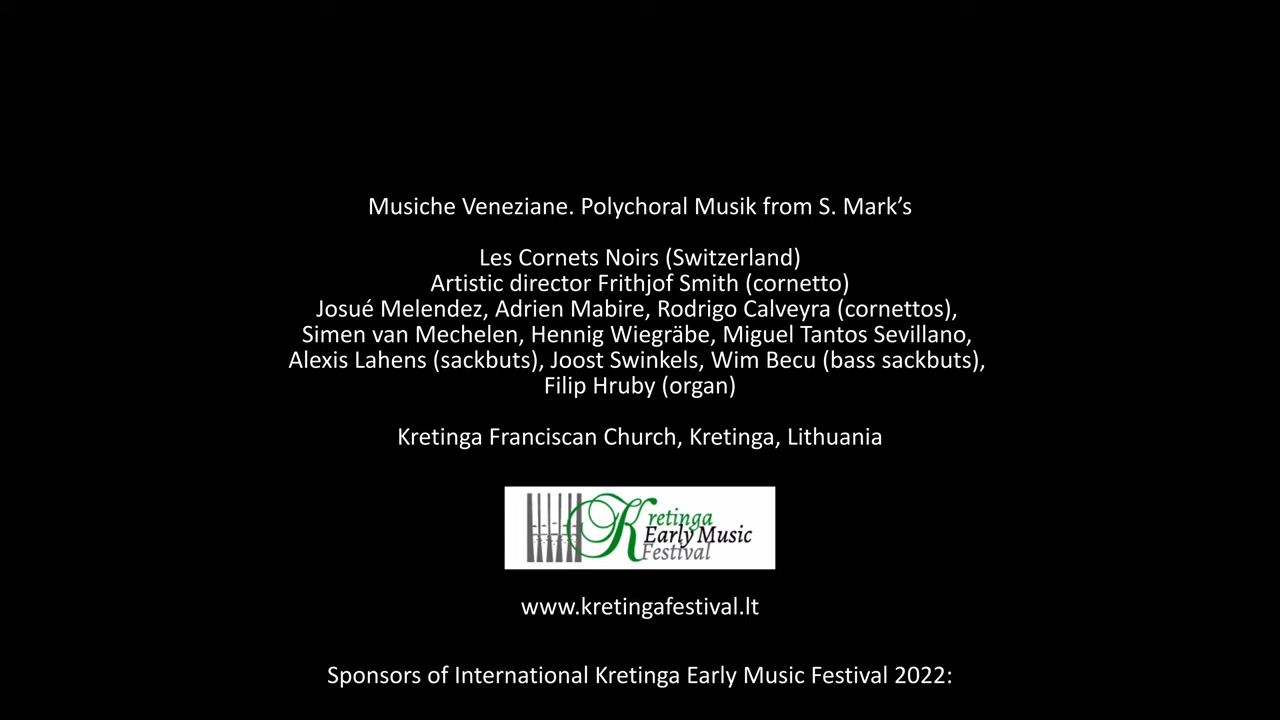 Musiche Veneziane. Polychoral Musik from S. Mark’s
Les Cornets Noirs (Switzerland)
Artistic director Frithjof Smith (cornetto)
Josué Melendez, Adrien Mabire, Rodrigo Calveyra (cornettos),
Simen van Mechelen, Hennig Wiegräbe, Miguel Tantos Sevillano,
Alexis Lahens (sackbuts), Joost Swinkels, Wim Becu (bass sackbuts),
Filip Hruby (organ)
Kretinga Franciscan Church, Kretinga, Lithuania
Kretinga
Early Music
Festival
www.kretingafestival.lt
Sponsors of International Kretinga Early Music Festival 2022: